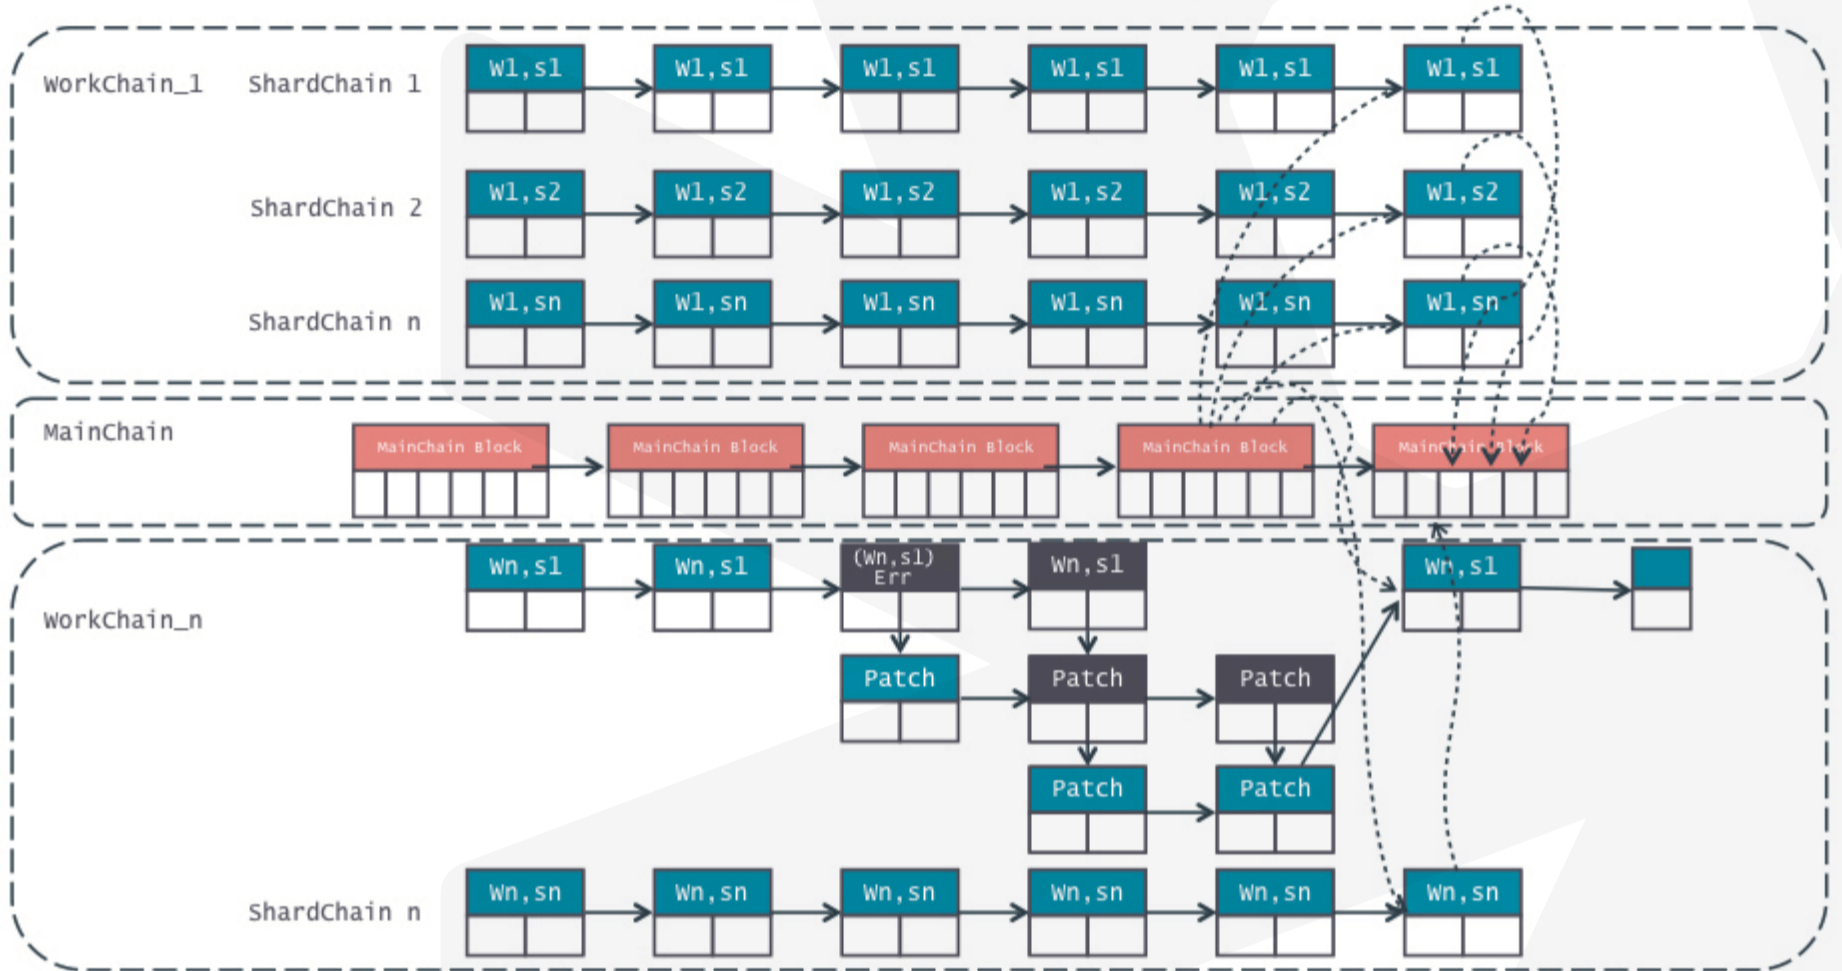 WorkChain_1 ShardChain 1 W1,s1 W1,s1 W1,s1 W1,s1 W1,s1 W1,s1
ShardChain 2 W1,s2 W1,s2 W1,s2 W1,s2 W1,s2 W1,s2
ShardChain n W1,sn W1,sn W1,sn W1,sn W1,sn W1,sn
MainChain
MainChain Block MainChain Block MainChain Block MainChain Block MainChain Block
WorkChain_n
Wn,s1 Wn,s1 (Wn,s1) Wn,s1 Wn,s1
Err
Patch Patch Patch
Patch Patch
ShardChain n Wn,sn Wn,sn Wn,sn Wn,sn Wn,sn Wn,sn